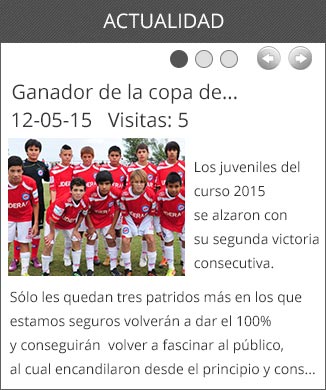 ACTUALIDAD
Ganador de la copa de...
12-05-15 Visitas: 5
Los juveniles del
curso 2015
se alzaron con
su segunda victoria
consecutiva.
Sólo les quedan tres patridos más en los que
estamos seguros volverán a dar el 100%
y conseguirán volver a fascinar al público,
al cual encandilaron desde el principio y cons...